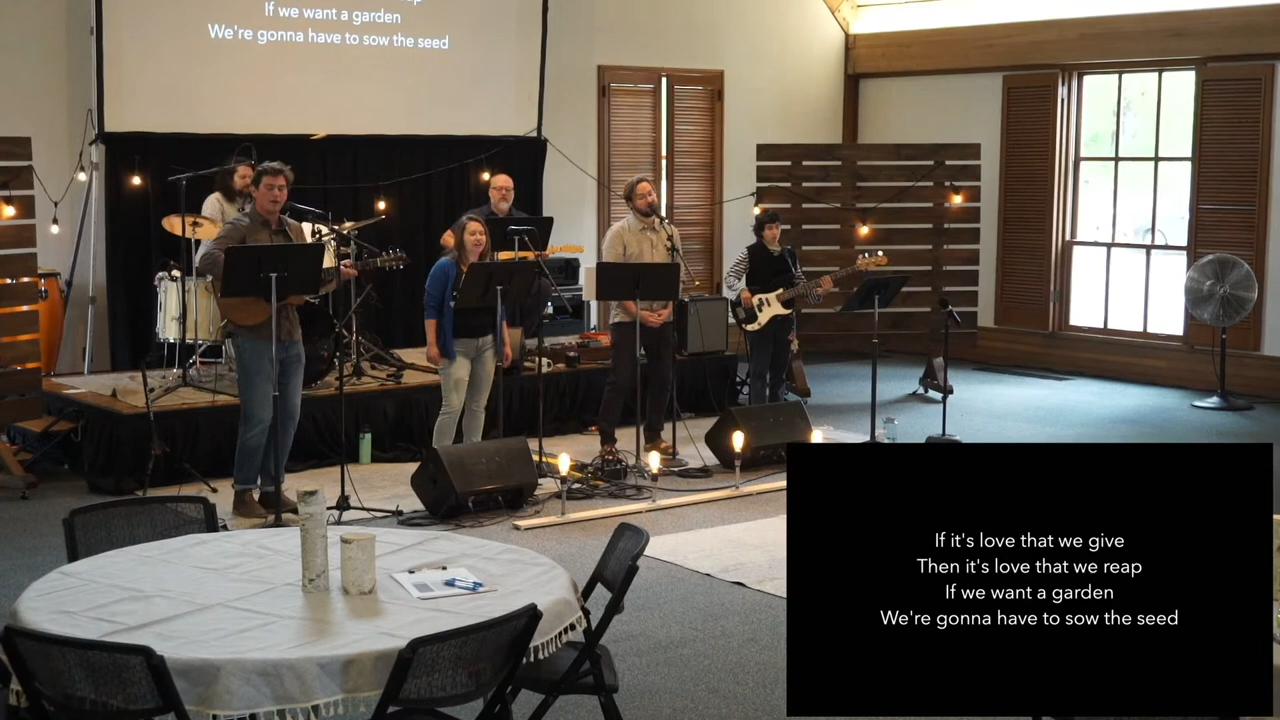 If we want a garden
We're gonna have to sow the seed
If it's love that we give
Then it's love that we reap
If we want a garden
We're gonna have to sow the seed